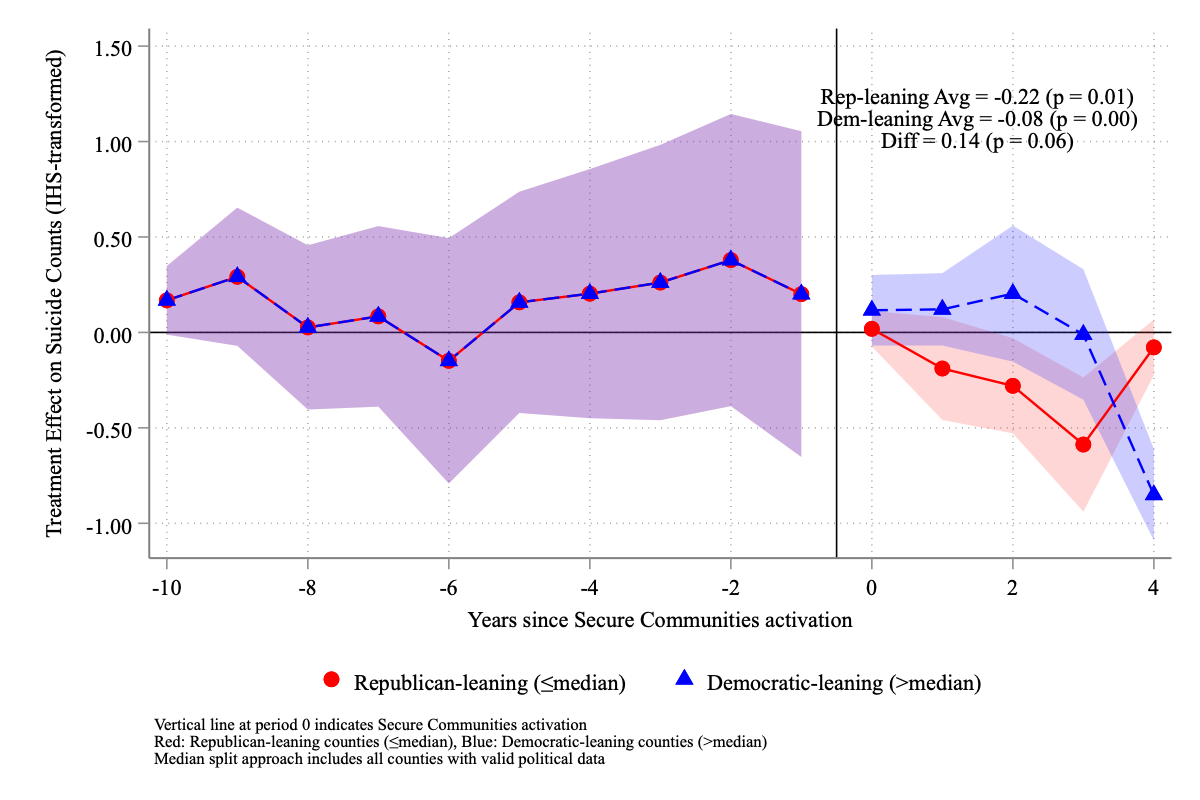 Treatment Effect on Suicide Counts (IHS-transformed)
1.50
1.00
0.50
0.00
-0.50
-1.00
Rep-leaning Avg = -0.22 (p = 0.01)
Dem-leaning Avg = -0.08 (p = 0.00)
Diff = 0.14 (p = 0.06)
-10 -8 -6 -4 -2 0 2 4
Years since Secure Communities activation
Republican-leaning (≤median) Democratic-leaning (>median)
Vertical line at period 0 indicates Secure Communities activation
Red: Republican-leaning counties (≤median), Blue: Democratic-leaning counties (>median)
Median split approach includes all counties with valid political data